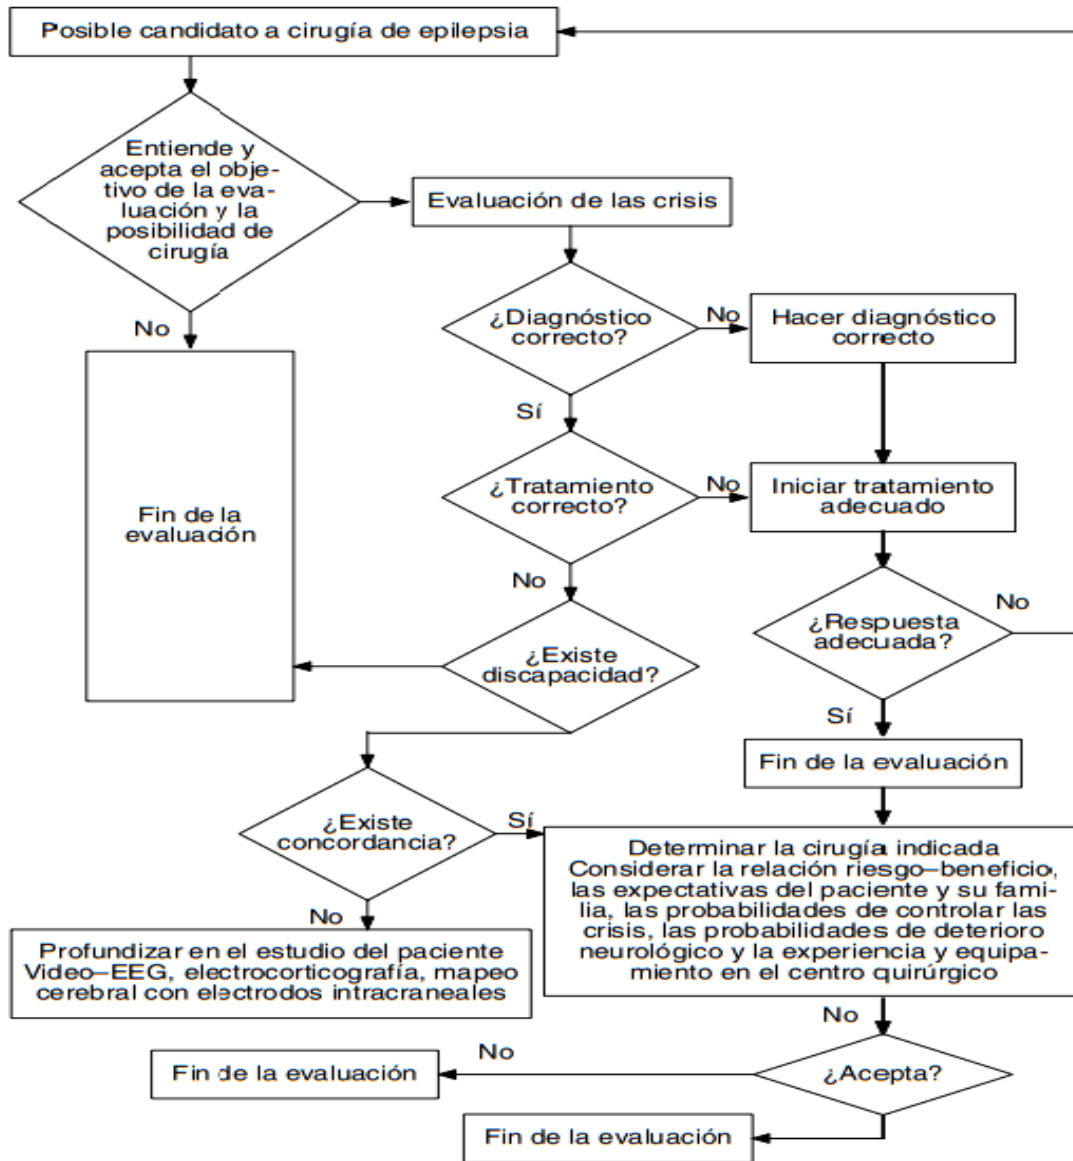 Posible candidato a cirugía de epilepsia
Entiende y
acepta el obje-
tivo de la eva-
luación y la
posibilidad de
cirugía
Evaluación de las crisis
No
¿Diagnóstico
correcto?
No
Hacer diagnóstico
correcto
Sí
Fin de la
evaluación
¿Tratamiento
correcto?
No
Iniciar tratamiento
adecuado
No
¿Existe
discapacidad?
¿Respuesta
adecuada?
No
Sí
Fin de la evaluación
¿Existe
concordancia?
Sí
No
Determinar la cirugía indicada
Considerar la relación riesgo–beneficio,
las expectativas del paciente y su fami-
lia, las probabilidades de controlar las
crisis, las probabilidades de deterioro
neurológico y la experiencia y equipa-
miento en el centro quirúrgico
Profundizar en el estudio del paciente
Video–EEG, electrocorticografía, mapeo
cerebral con electrodos intracraneales
No
¿Acepta?
No
Fin de la evaluación
Fin de la evaluación